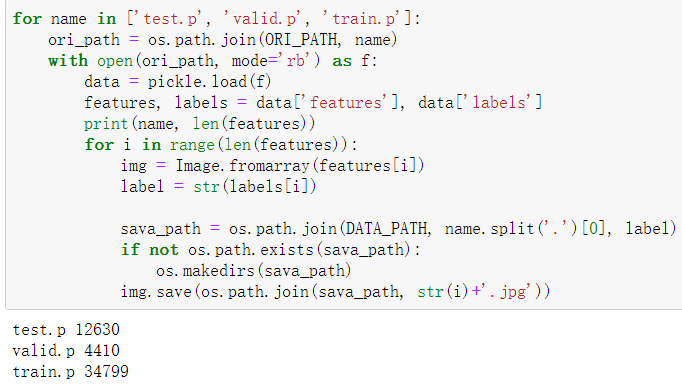 for name in ['test.p', 'valid.p', 'train.p']:
    ori_path = os.path.join(ORI_PATH, name)
    with open(ori_path, mode='rb') as f:
        data = pickle.load(f)
        features, labels = data['features'], data['labels']
        print(name, len(features))
        for i in range(len(features)):
            img = Image.fromarray(features[i])
            label = str(labels[i])

            sava_path = os.path.join(DATA_PATH, name.split('.')[0], label)
            if not os.path.exists(sava_path):
                os.makedirs(sava_path)
            img.save(os.path.join(sava_path, str(i)+'.jpg'))
test.p 12630
valid.p 4410
train.p 34799